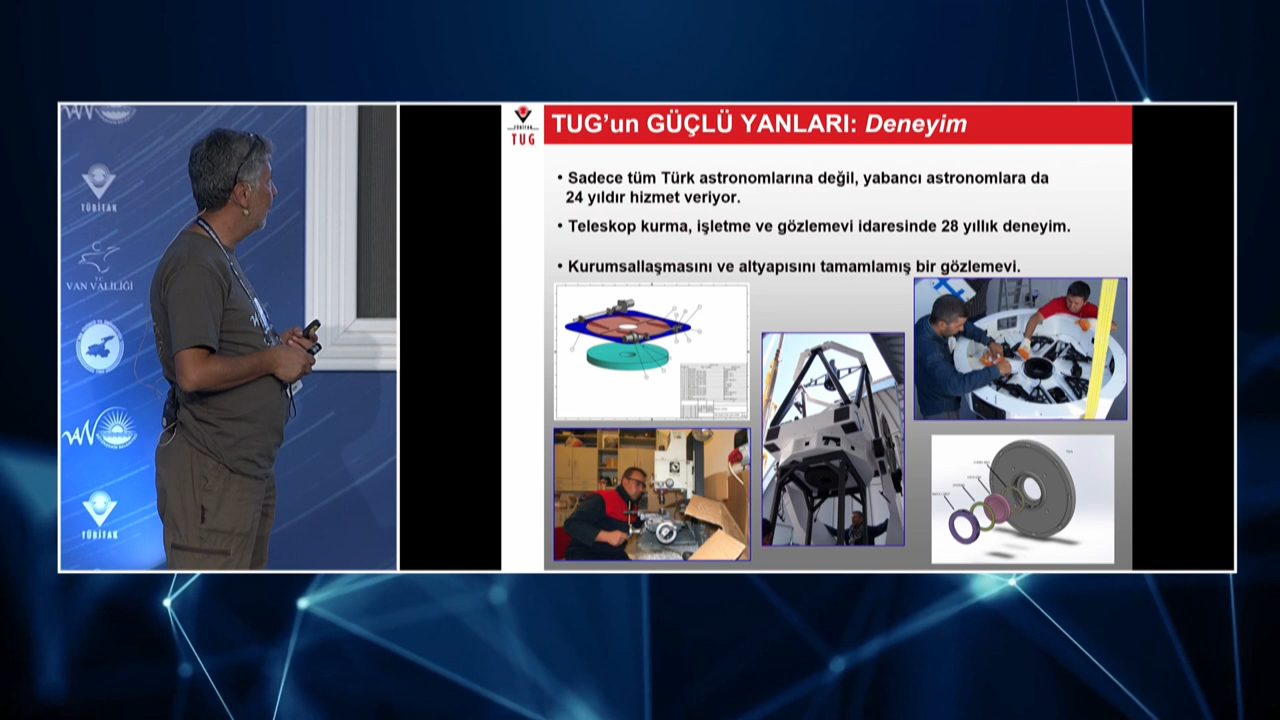 TÜBİTAK
T.C.
VAN VALİLİĞİ
TÜBİTAK
TÜBİTAK
TUG
TUG’un GÜÇLÜ YANLARI: Deneyim
• Sadece tüm Türk astronomlarına değil, yabancı astronomlara da
24 yıldır hizmet veriyor.
• Teleskop kurma, işletme ve gözlemevi idaresinde 28 yıllık deneyim.
• Kurumsallaşmasını ve altyapısını tamamlamış bir gözlemevi.